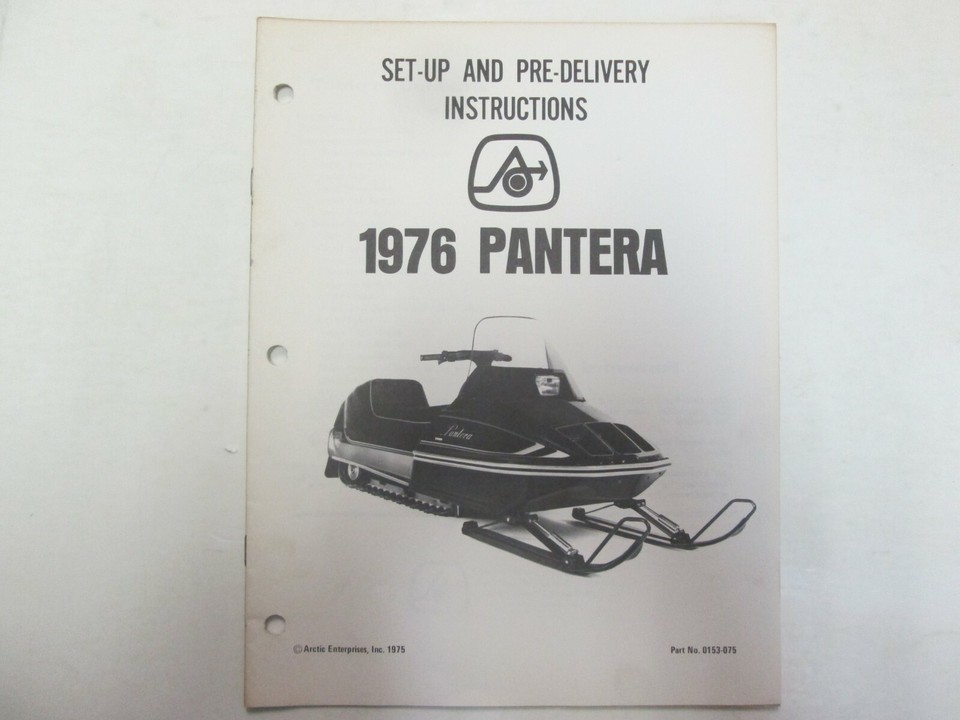 SET-UP AND PRE-DELIVERY
INSTRUCTIONS
1976 PANTERA
Pantera
©Arctic Enterprises, Inc. 1975
Part No. 0153-075